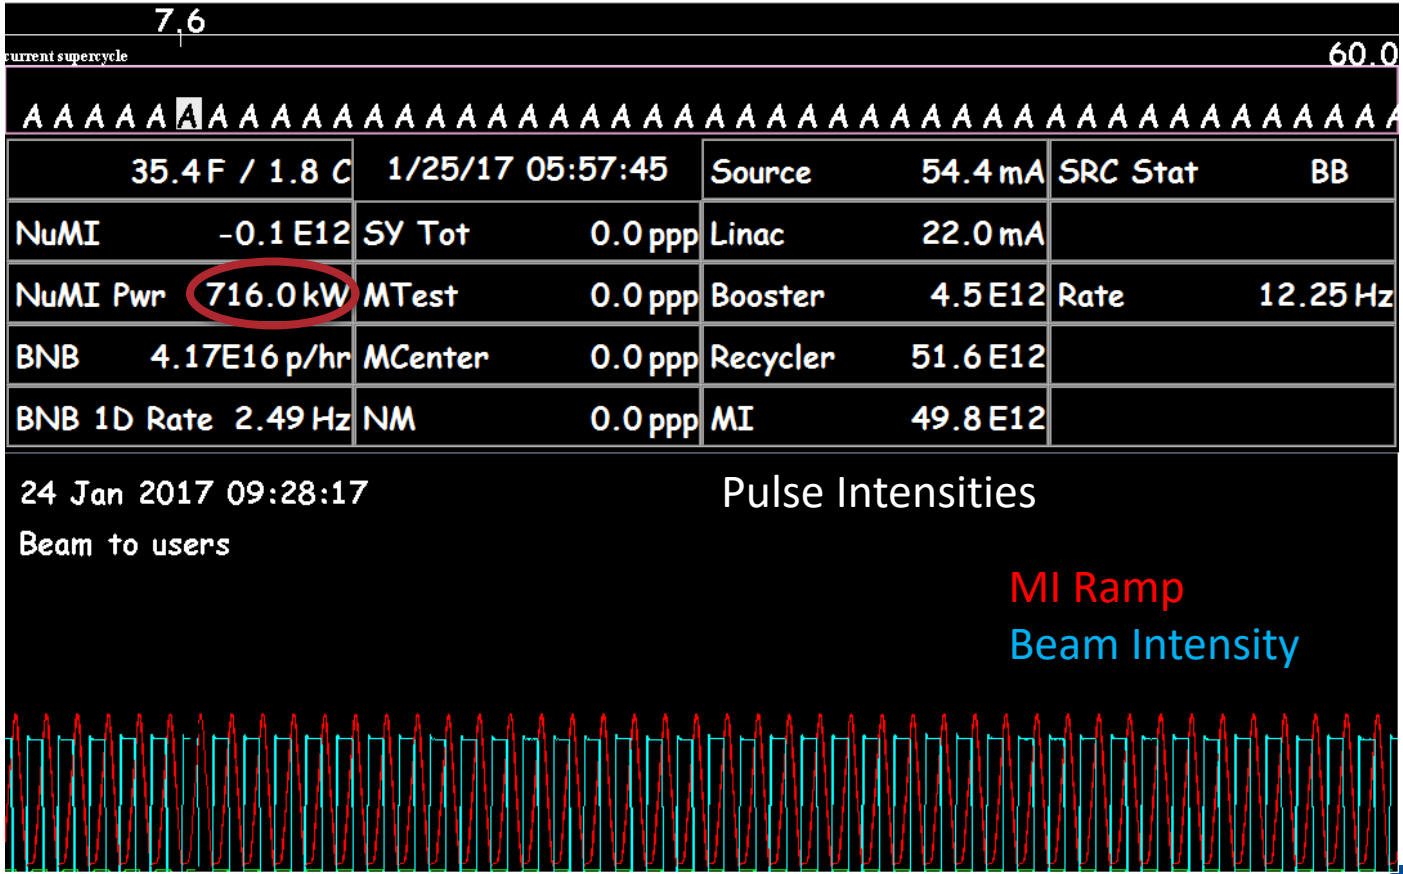 7.6
current supercycle 60.0
A A A A A A A A A A A A A A A A A A A A A A A A A A A A A A A A A A A A A A A A A A A A A
35.4 F / 1.8 C 1/25/17 05:57:45 Source 54.4 mA SRC Stat BB
NuMI -0.1 E12 SY Tot 0.0 ppp Linac 22.0 mA
NuMI Pwr 716.0 kW MTest 0.0 ppp Booster 4.5 E12 Rate 12.25 Hz
BNB 4.17E16 p/hr MCenter 0.0 ppp Recycler 51.6 E12
BNB 1D Rate 2.49 Hz NM 0.0 ppp MI 49.8 E12
24 Jan 2017 09:28:17 Pulse Intensities
Beam to users
MI Ramp
Beam Intensity